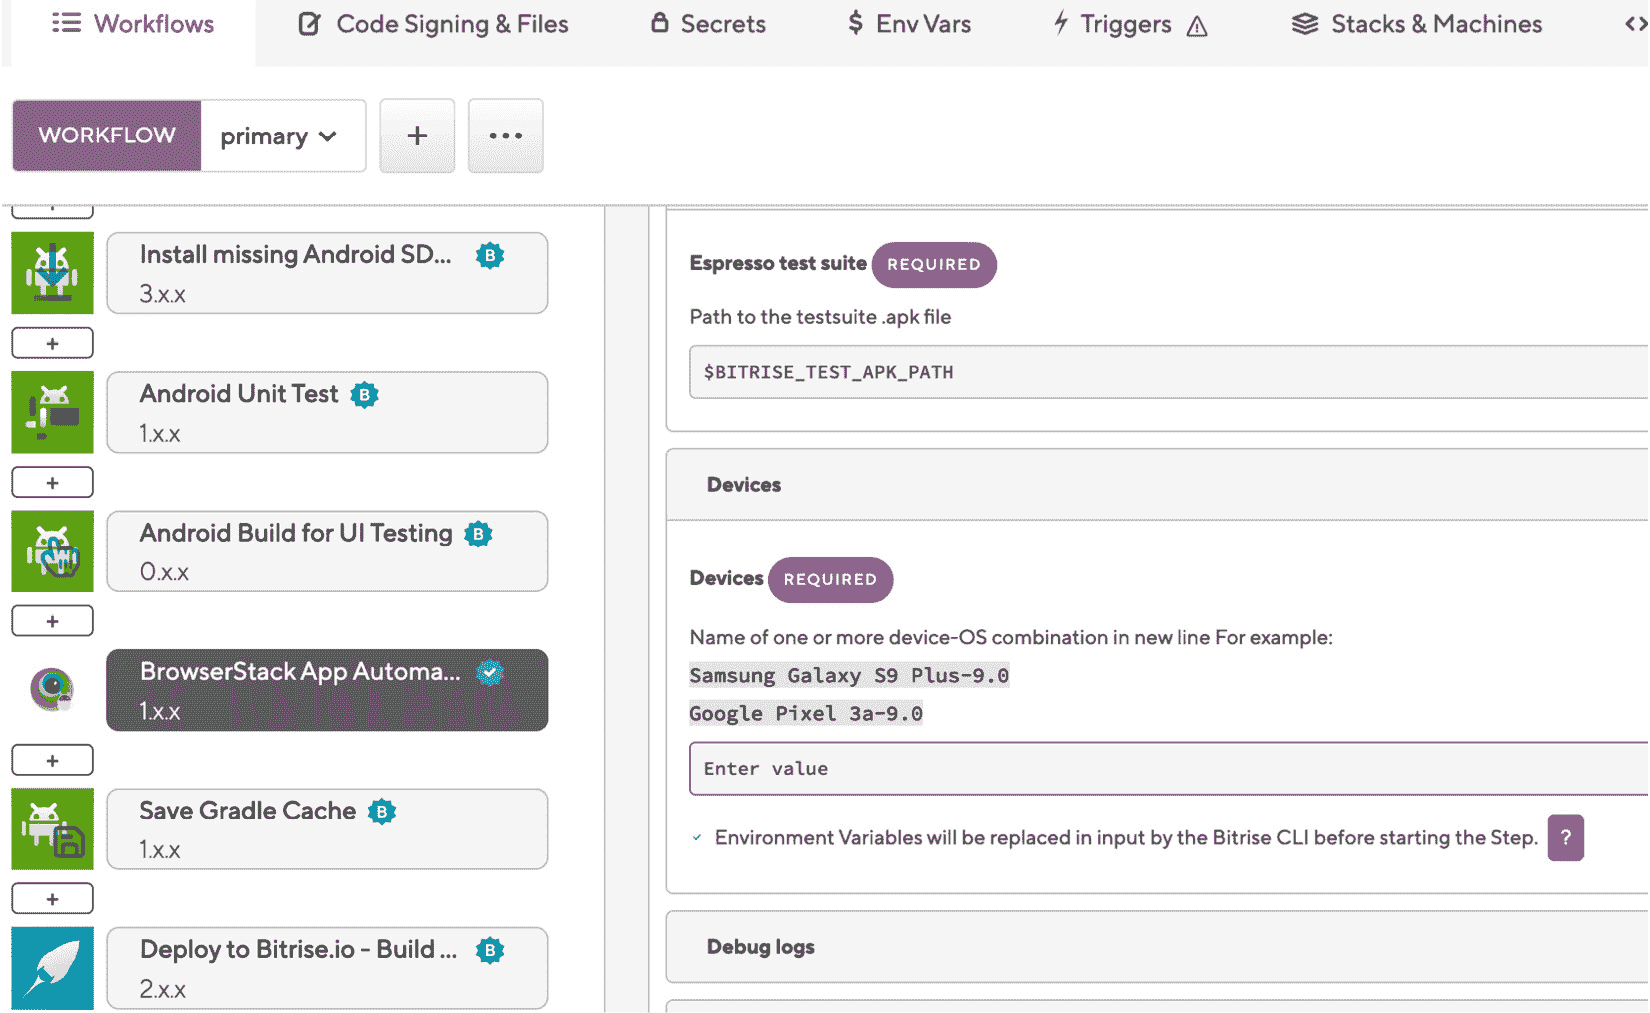 Workflows
Code Signing & Files
Secrets
$ Env Vars
Triggers
Stacks & Machines
WORKFLOW primary
+
Install missing Android SD...
3.x.x
+
Android Unit Test
1.x.x
+
Android Build for UI Testing
0.x.x
+
BrowserStack App Automa...
1.x.x
+
Save Gradle Cache
1.x.x
+
Deploy to Bitrise.io - Build ...
2.x.x
Espresso test suite REQUIRED
Path to the testsuite .apk file
$BITRISE_TEST_APK_PATH
Devices
Devices REQUIRED
Name of one or more device-OS combination in new line For example:
Samsung Galaxy S9 Plus-9.0
Google Pixel 3a-9.0
Enter value
Environment Variables will be replaced in input by the Bitrise CLI before starting the Step. ?
Debug logs